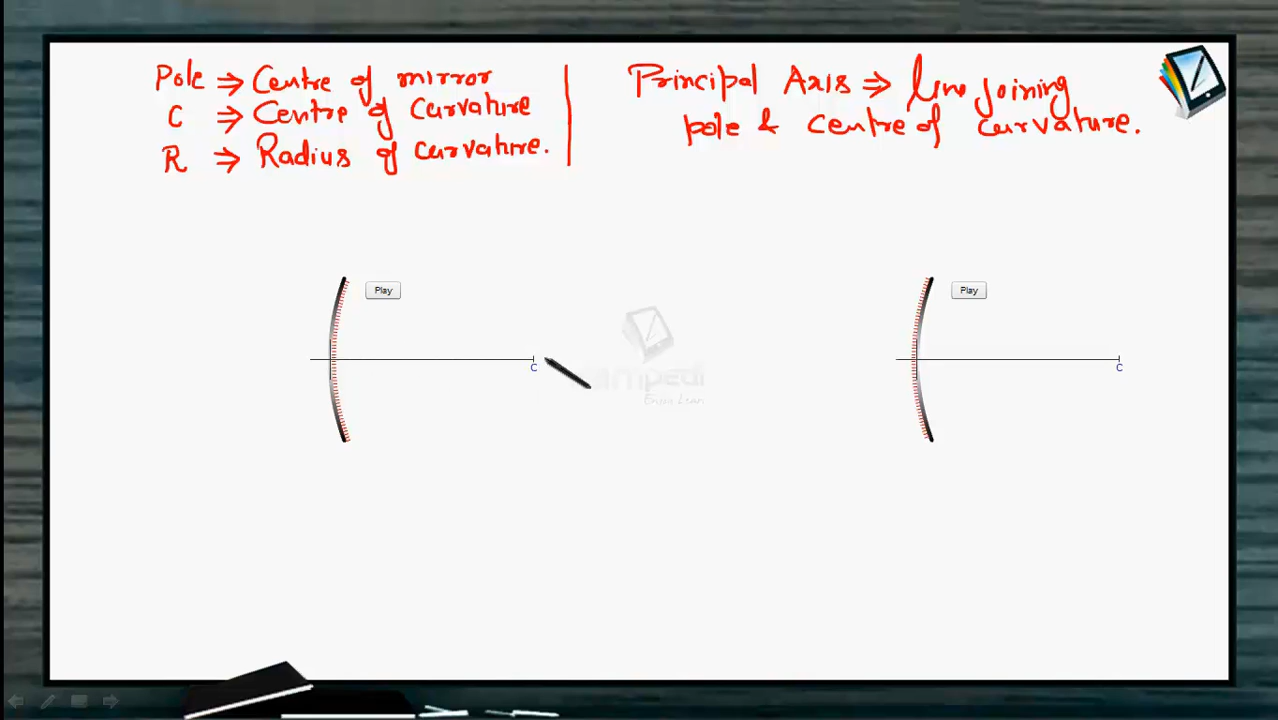 Pole ⇒ Centre of mirror
C ⇒ Centre of curvature
R ⇒ Radius of curvature.
Principal Axis ⇒ Line joining
pole & centre of curvature.
Play
C
Play
C
mpedi